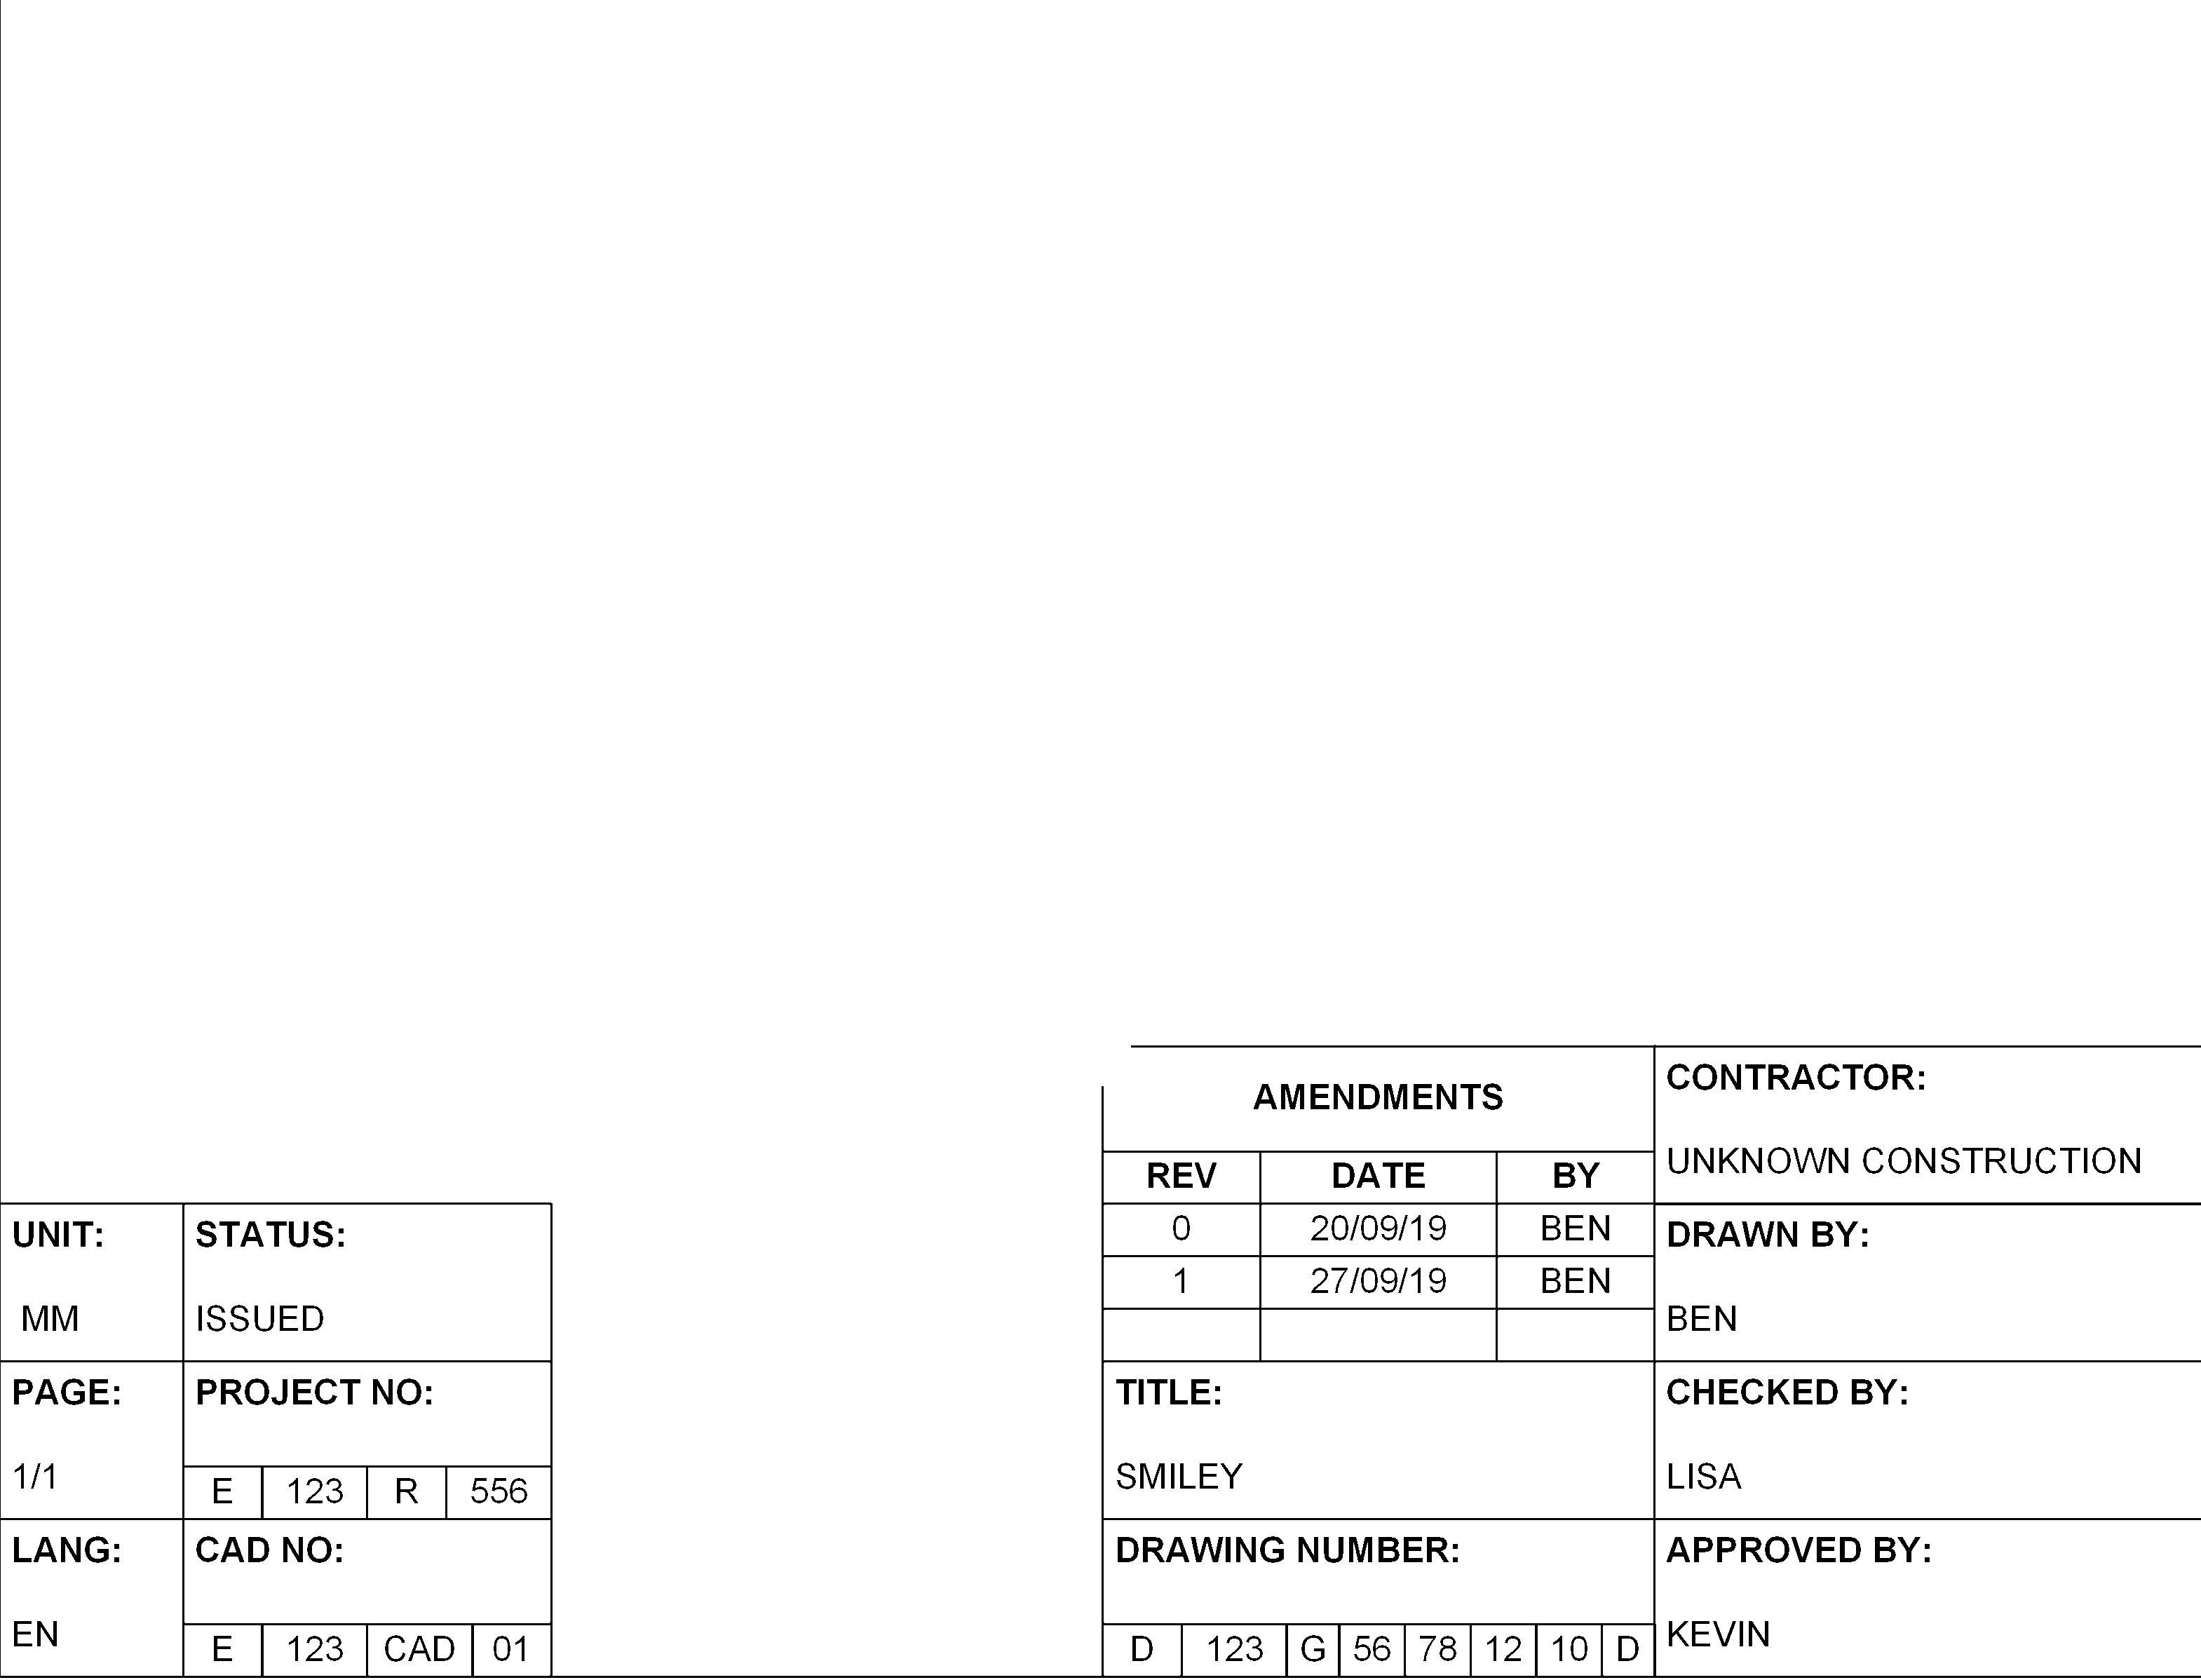 AMENDMENTS
REV DATE BY
0 20/09/19 BEN
1 27/09/19 BEN
CONTRACTOR:
UNKNOWN CONSTRUCTION
UNIT:
MM
STATUS:
ISSUED
DRAWN BY:
BEN
PAGE:
1/1
PROJECT NO:
E 123 R 556
TITLE:
SMILEY
CHECKED BY:
LISA
LANG:
EN
CAD NO:
E 123 CAD 01
DRAWING NUMBER:
D 123 G 56 78 12 10 D
APPROVED BY:
KEVIN